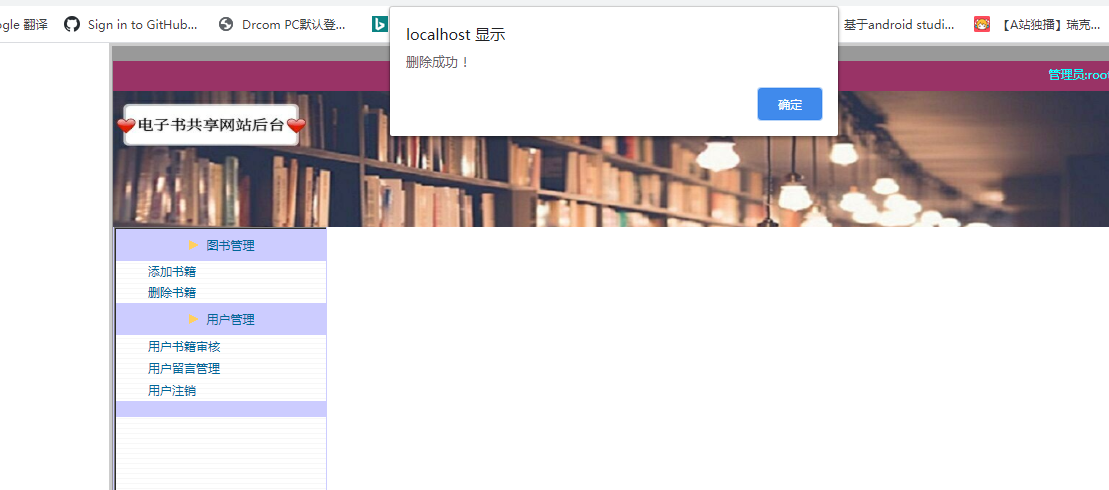 ogle 翻译
Sign in to GitHub...
Drcom PC默认登...
基于android studi...
【A站独播】瑞克...
localhost 显示
删除成功！
确定
管理员:root
电子书共享网站后台
图书管理
添加书籍
删除书籍
用户管理
用户书籍审核
用户留言管理
用户注销